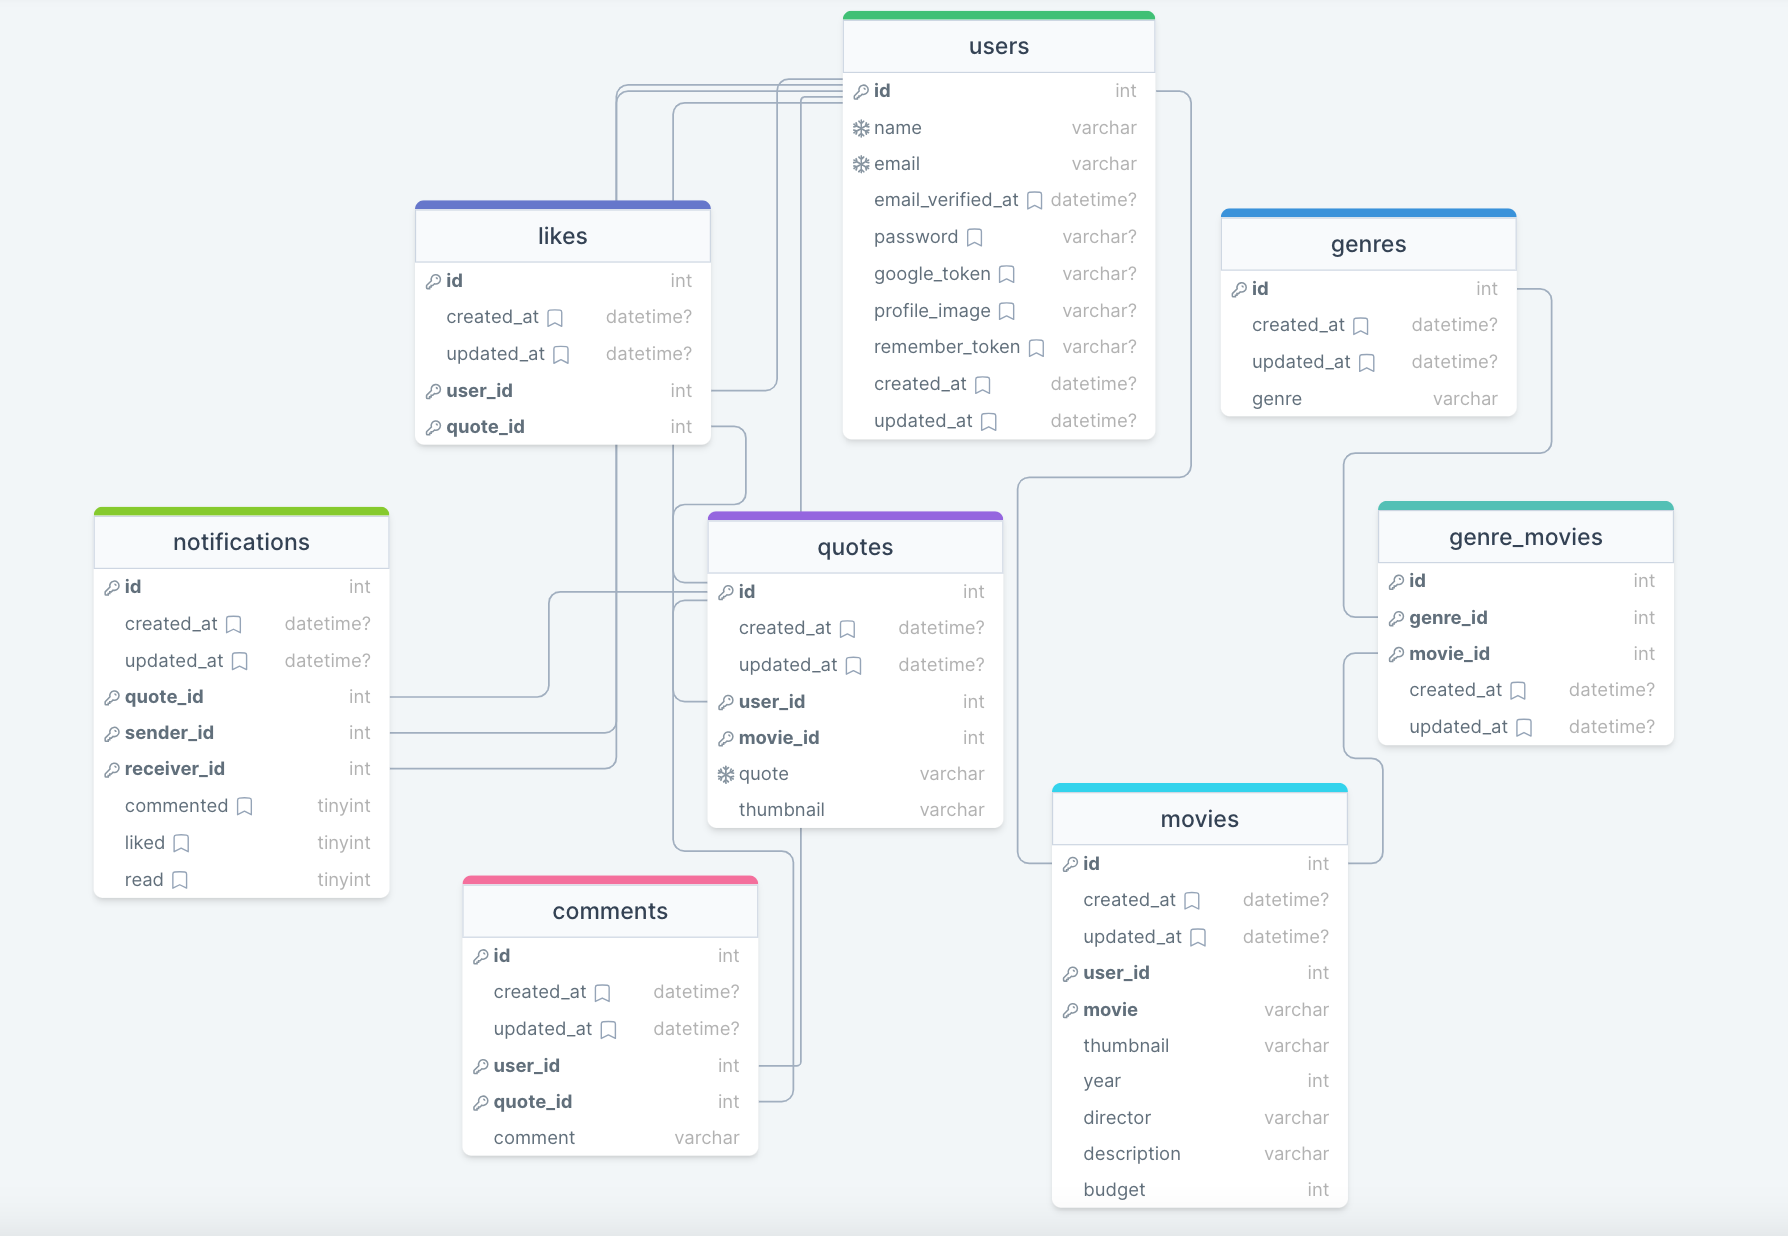 users
id int
name varchar
email varchar
email_verified_at datetime?
password varchar?
google_token varchar?
profile_image varchar?
remember_token varchar?
created_at datetime?
updated_at datetime?
likes
id int
created_at datetime?
updated_at datetime?
user_id int
quote_id int
genres
id int
created_at datetime?
updated_at datetime?
genre varchar
notifications
id int
created_at datetime?
updated_at datetime?
quote_id int
sender_id int
receiver_id int
commented tinyint
liked tinyint
read tinyint
quotes
id int
created_at datetime?
updated_at datetime?
user_id int
movie_id int
quote varchar
thumbnail varchar
genre_movies
id int
genre_id int
movie_id int
created_at datetime?
updated_at datetime?
comments
id int
created_at datetime?
updated_at datetime?
user_id int
quote_id int
comment varchar
movies
id int
created_at datetime?
updated_at datetime?
user_id int
movie varchar
thumbnail varchar
year int
director varchar
description varchar
budget int